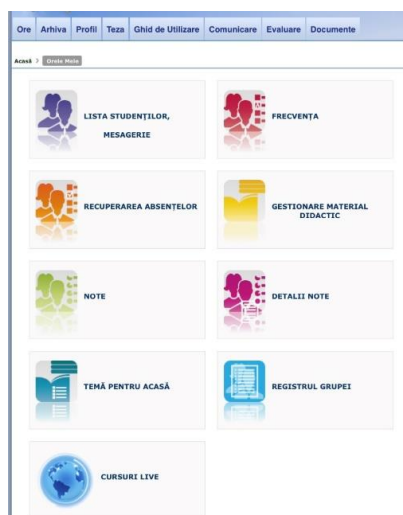 Ore Arhiva Profil Teza Ghid de Utilizare Comunicare Evaluare Documente
Acasă > Orele Mele
LISTA STUDENȚILOR,
MESAGERIE
FRECVENȚA
RECUPERAREA ABSENȚELOR
GESTIONARE MATERIAL
DIDACTIC
NOTE
DETALII NOTE
TEMĂ PENTRU ACASĂ
REGISTRUL GRUPEI
CURSURI LIVE